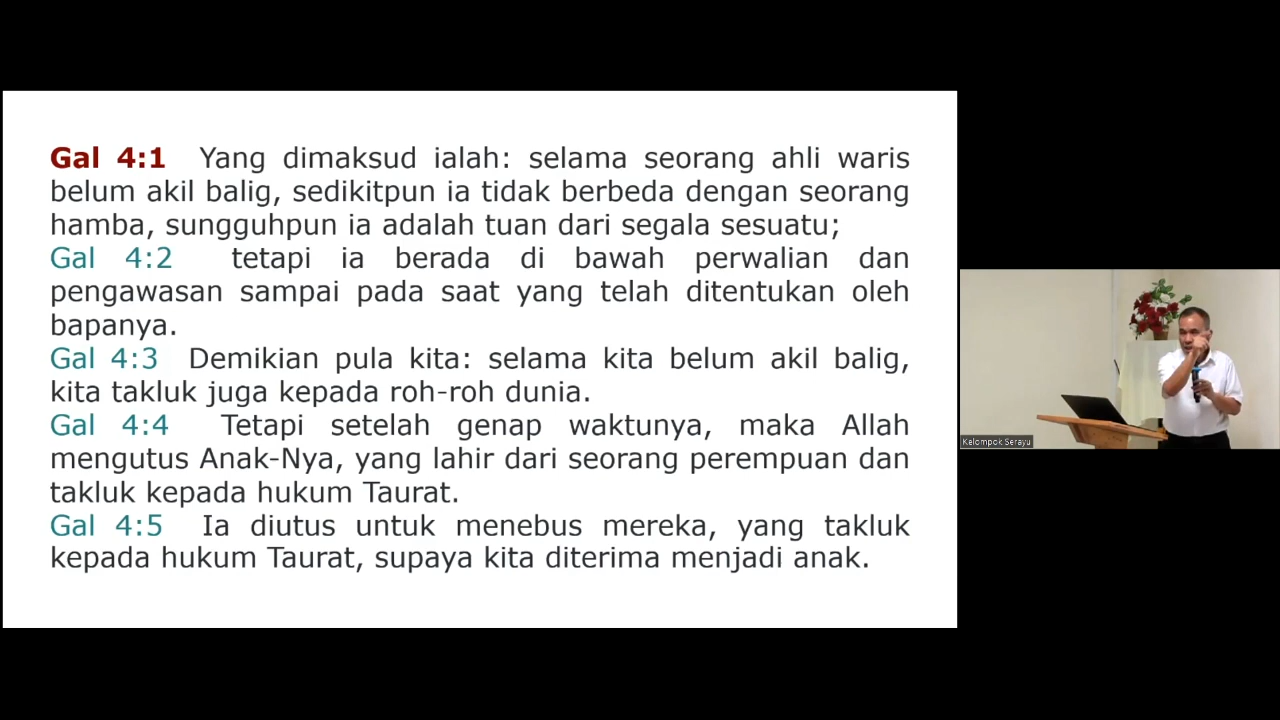 Gal 4:1 Yang dimaksud ialah: selama seorang ahli waris
belum akil balig, sedikitpun ia tidak berbeda dengan seorang
hamba, sungguhpun ia adalah tuan dari segala sesuatu;
Gal 4:2 tetapi ia berada di bawah perwalian dan
pengawasan sampai pada saat yang telah ditentukan oleh
bapanya.
Gal 4:3 Demikian pula kita: selama kita belum akil balig,
kita takluk juga kepada roh-roh dunia.
Gal 4:4 Tetapi setelah genap waktunya, maka Allah
mengutus Anak-Nya, yang lahir dari seorang perempuan dan
takluk kepada hukum Taurat.
Gal 4:5 Ia diutus untuk menebus mereka, yang takluk
kepada hukum Taurat, supaya kita diterima menjadi anak.
Kelompok Serayu